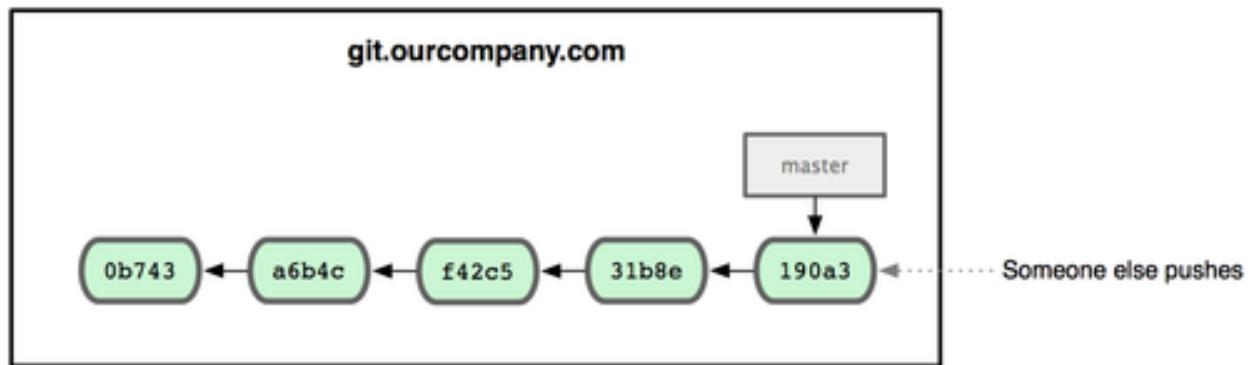 git.ourcompany.com
master
0b743 a6b4c f42c5 31b8e 190a3 Someone else pushes